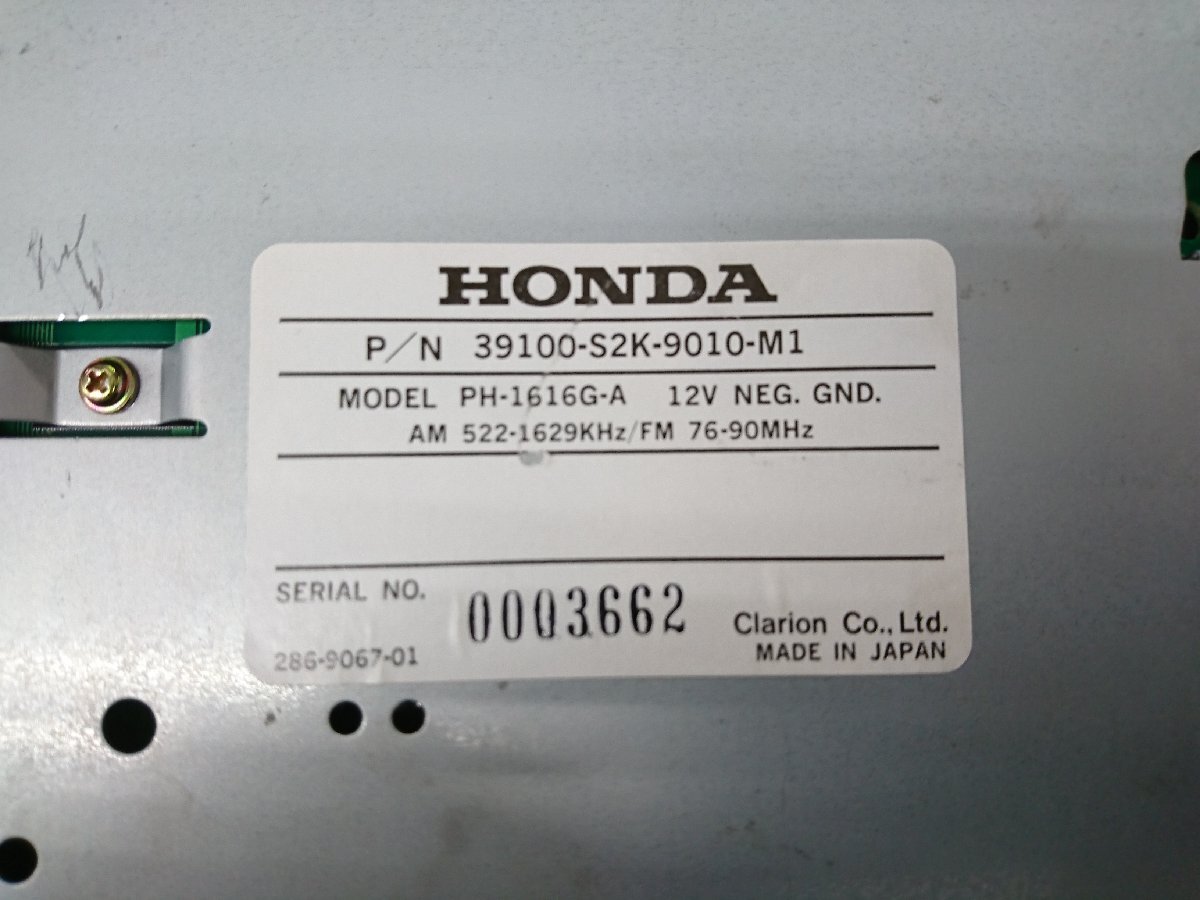 HONDA
P/N 39100-S2K-9010-M1
MODEL PH-1616G-A 12V NEG. GND.
AM 522-1629KHz/FM 76-90MHz
SERIAL NO. 0003662
Clarion Co., Ltd.
286-9067-01
MADE IN JAPAN